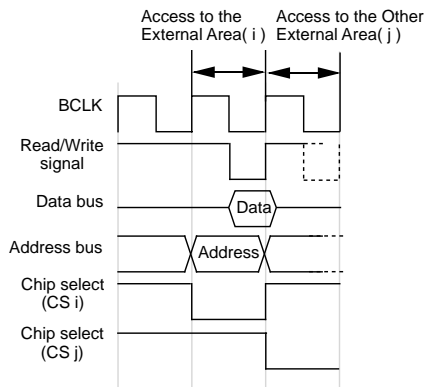 Access to the
External Area( i )
Access to the Other
External Area( j )
BCLK
Read/Write
signal
Data bus
Data
Address bus
Address
Chip select
(CS i)
Chip select
(CS j)